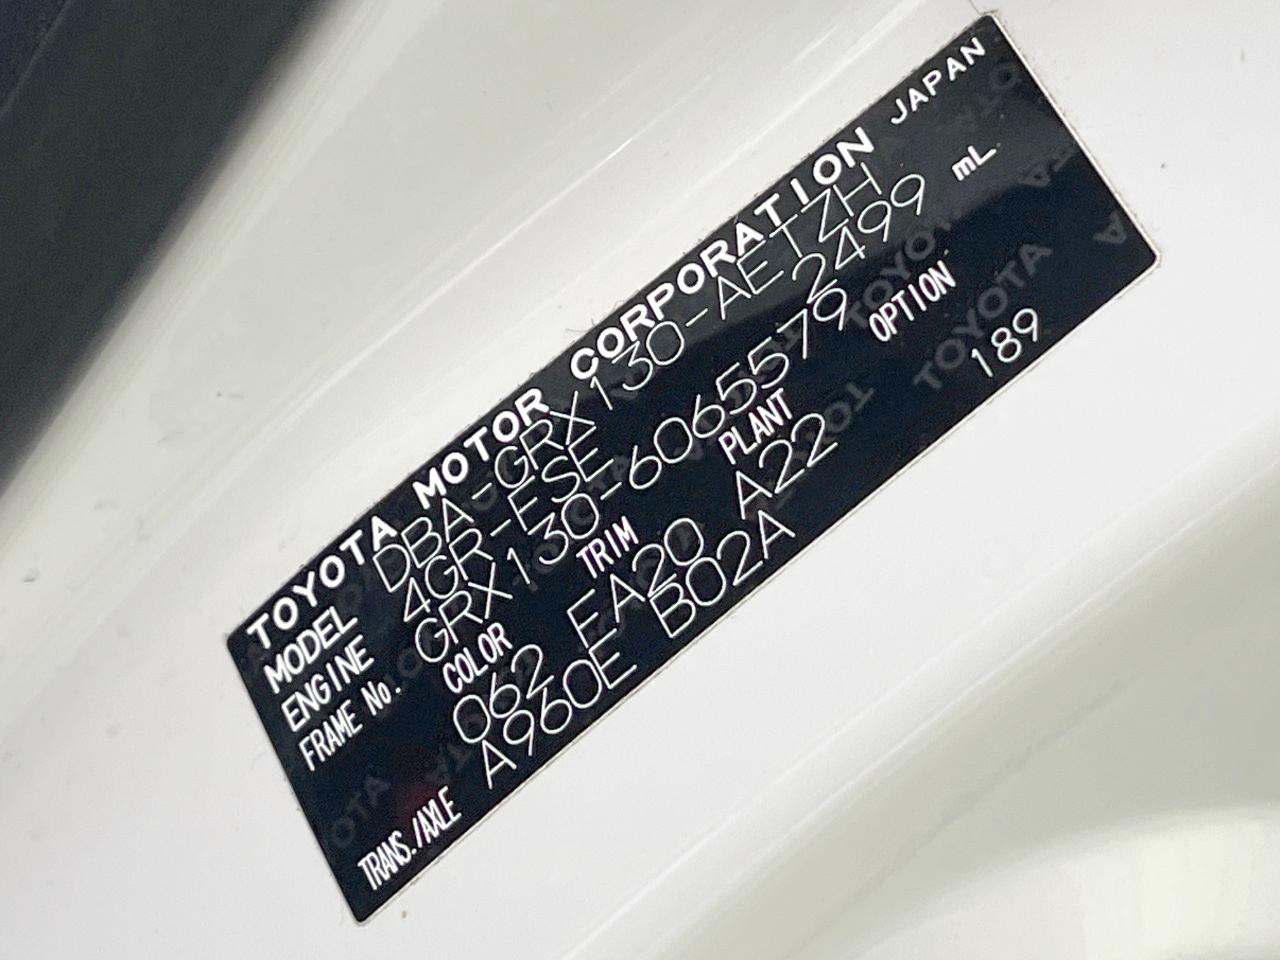 TOYOTA MOTOR CORPORATION JAPAN
MODEL DBA-GRX130-AETZH
ENGINE 4GR-FSE 2499 mL
FRAME No. GRX130-6065579
COLOR TRIM PLANT OPTION
062 EA20 A22 189
TRANS./AXLE A960E B02A